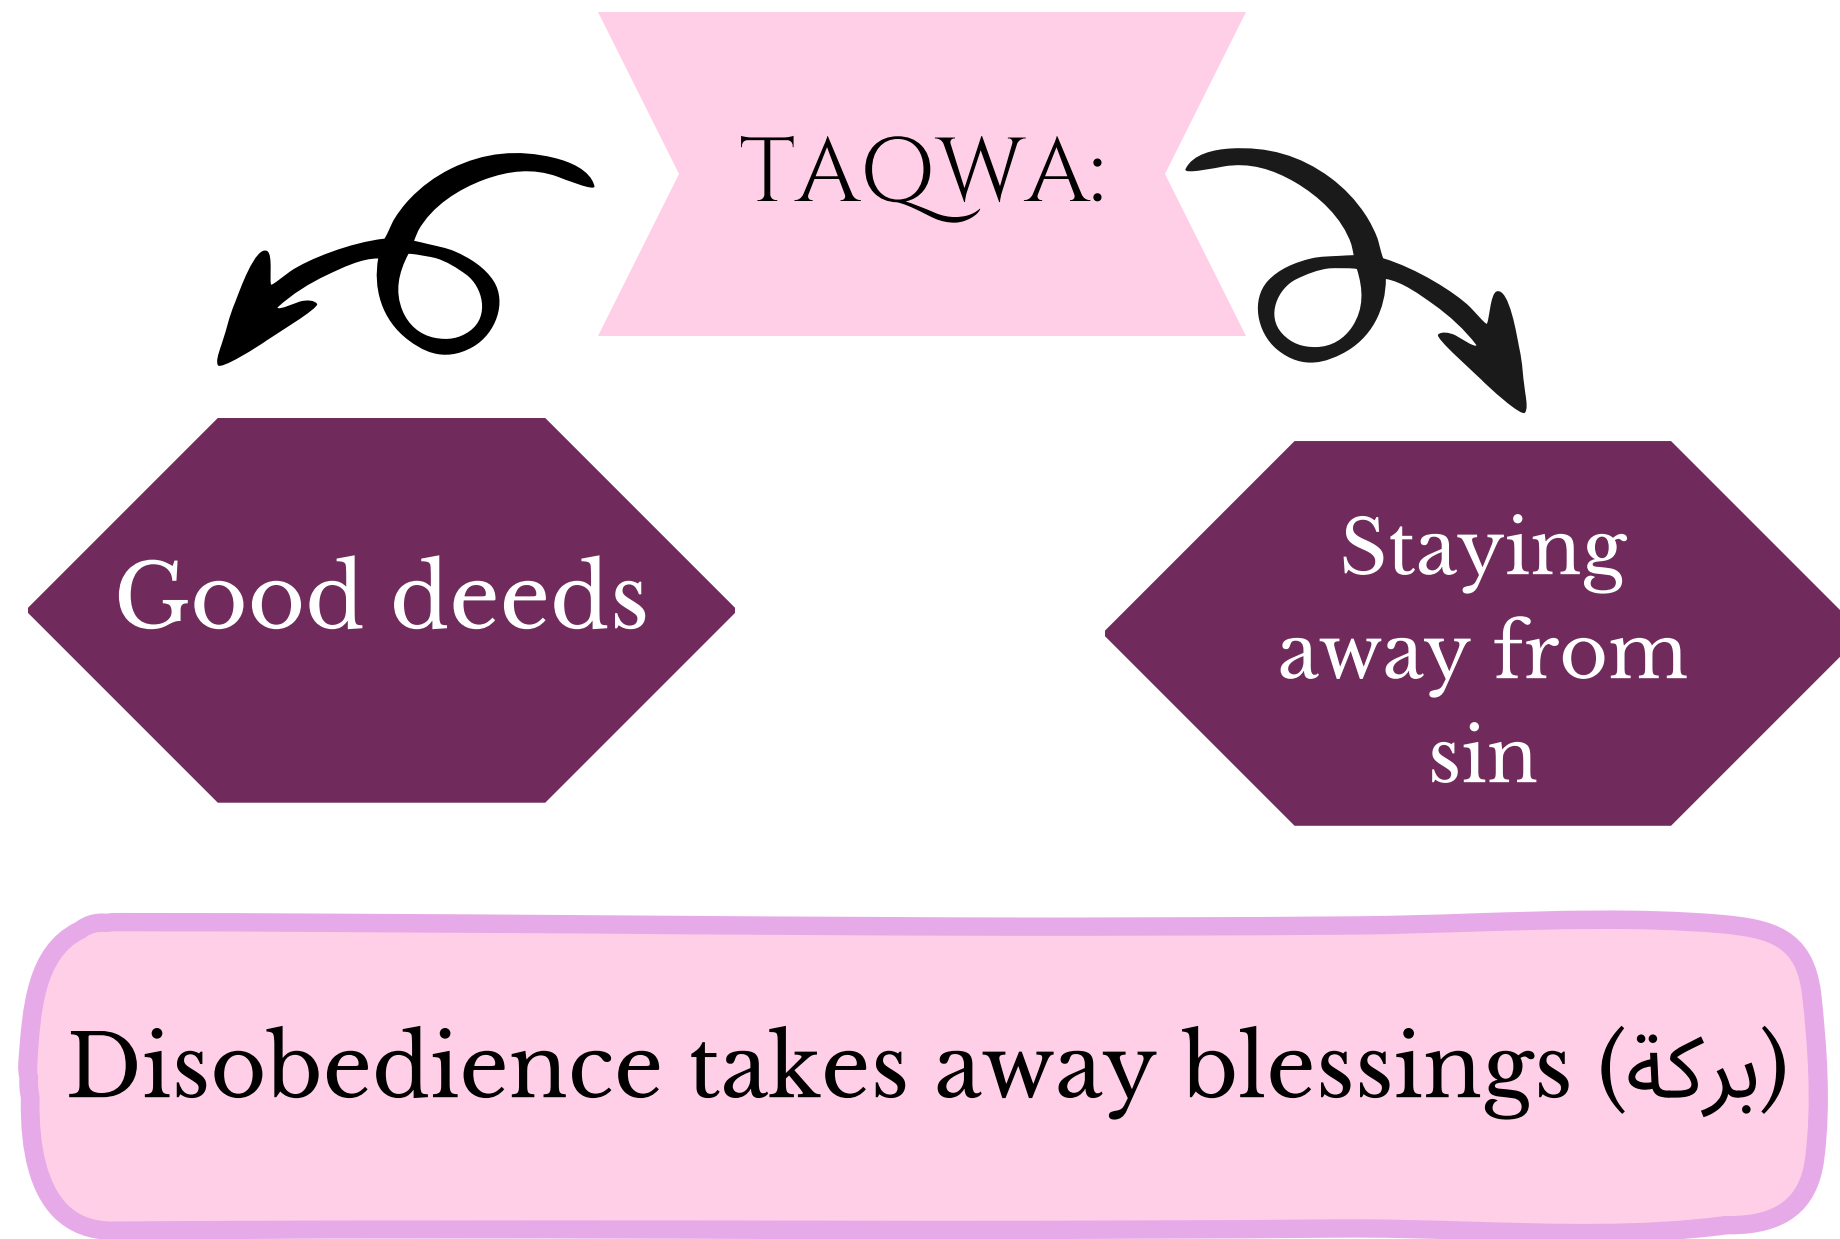 TAQWA:
Good deeds
Staying
away from
sin
Disobedience takes away blessings (بركة)